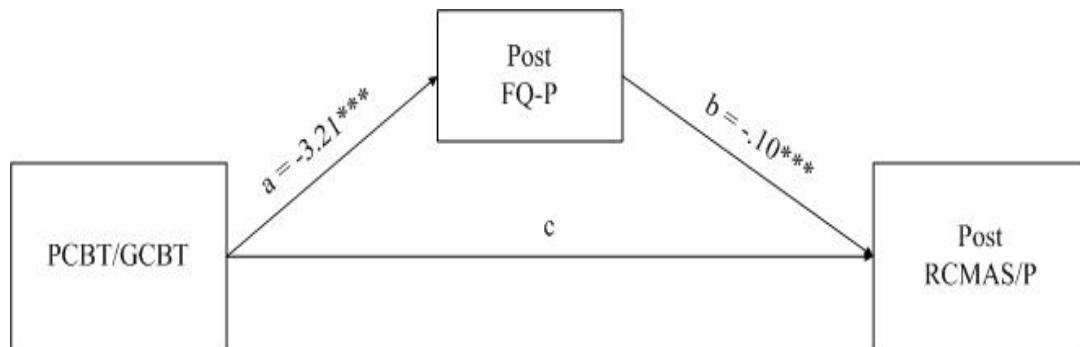 Post
FQ-P
a = -3.21***
b = -.10***
PCBT/GCBT
c
Post
RCMAS/P